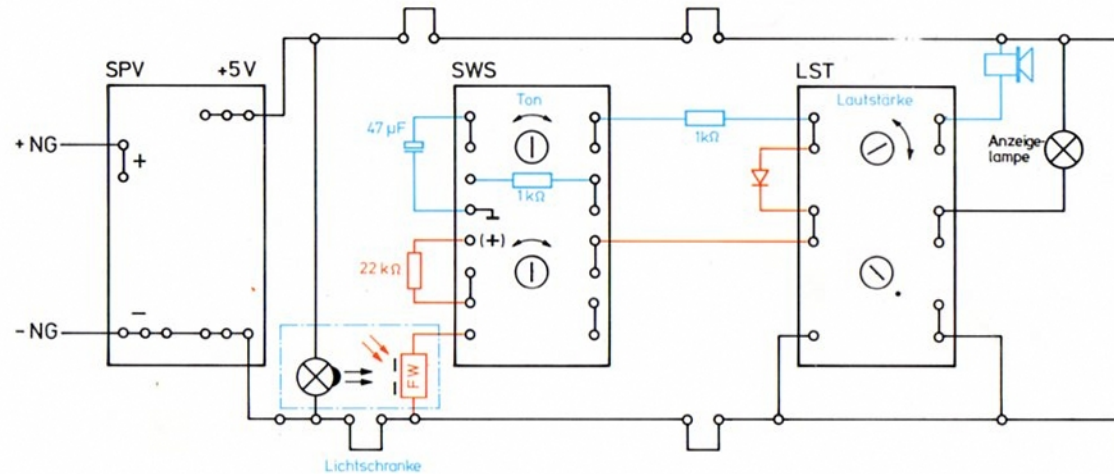 SPV
+5V
SWS
LST
Ton
Lautstärke
47 µF
1kΩ
Anzeige-
lampe
+ NG
+
1kΩ
(+)
22 kΩ
- NG
-
FW
Lichtschranke